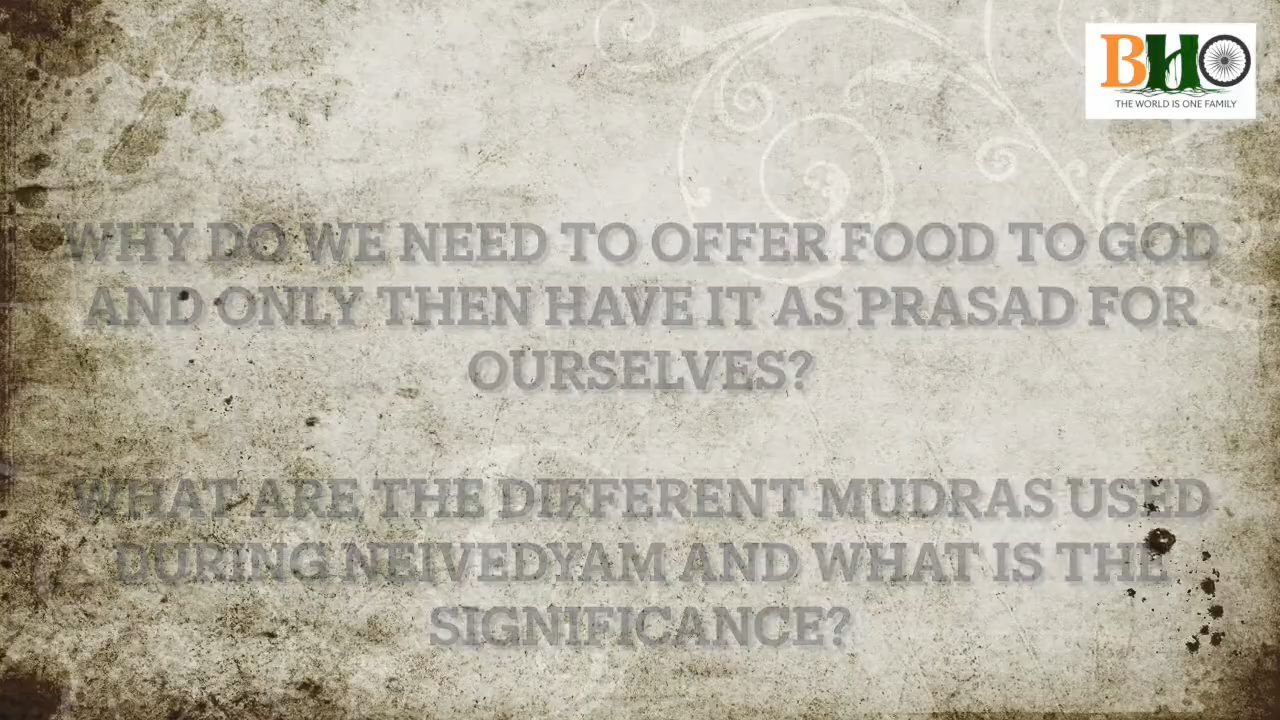 BHO
THE WORLD IS ONE FAMILY
WHY DO WE NEED TO OFFER FOOD TO GOD
AND ONLY THEN HAVE IT AS PRASAD FOR
OURSELVES?
WHAT ARE THE DIFFERENT MUDRAS USED
DURING NEIVEDYAM AND WHAT IS THE
SIGNIFICANCE?